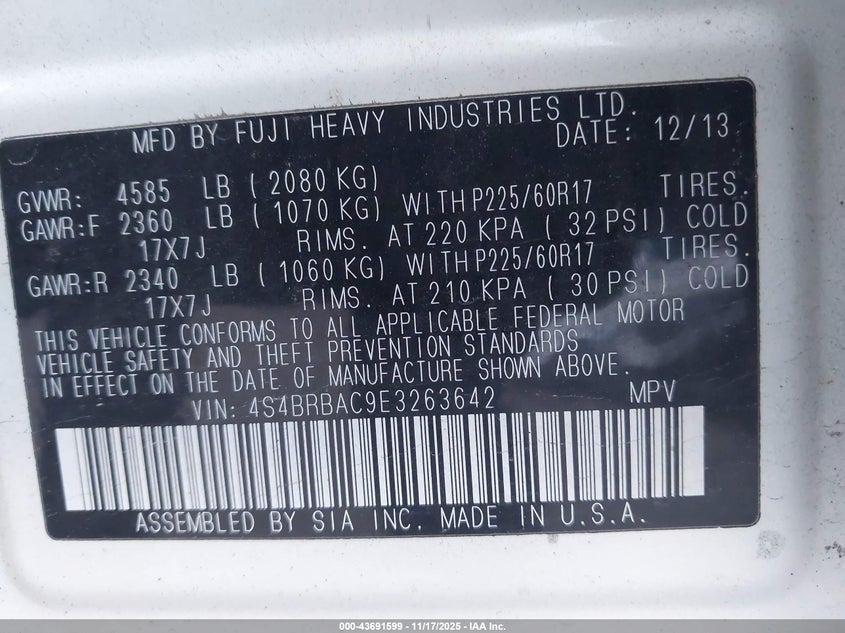 MFD BY FUJI HEAVY INDUSTRIES LTD.
DATE: 12/13
GVWR: 4585 LB ( 2080 KG)
GAWR:F 2360 LB ( 1070 KG) WITH P225/60R17 TIRES.
17X7J RIMS. AT 220 KPA ( 32 PSI) COLD
GAWR:R 2340 LB ( 1060 KG) WITH P225/60R17 TIRES.
17X7J RIMS. AT 210 KPA ( 30 PSI) COLD
THIS VEHICLE CONFORMS TO ALL APPLICABLE FEDERAL MOTOR
VEHICLE SAFETY AND THEFT PREVENTION STANDARDS
IN EFFECT ON THE DATE OF MANUFACTURE SHOWN ABOVE.
VIN: 4S4BRBAC9E3263642 MPV
ASSEMBLED BY SIA INC. MADE IN U.S.A.
000-43691599 - 11/17/2025 - IAA Inc.